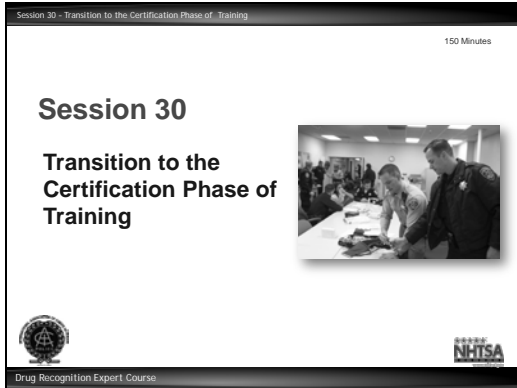 Session 30 - Transition to the Certification Phase of Training
150 Minutes
Session 30
Transition to the
Certification Phase of
Training
NHTSA
Drug Recognition Expert Course